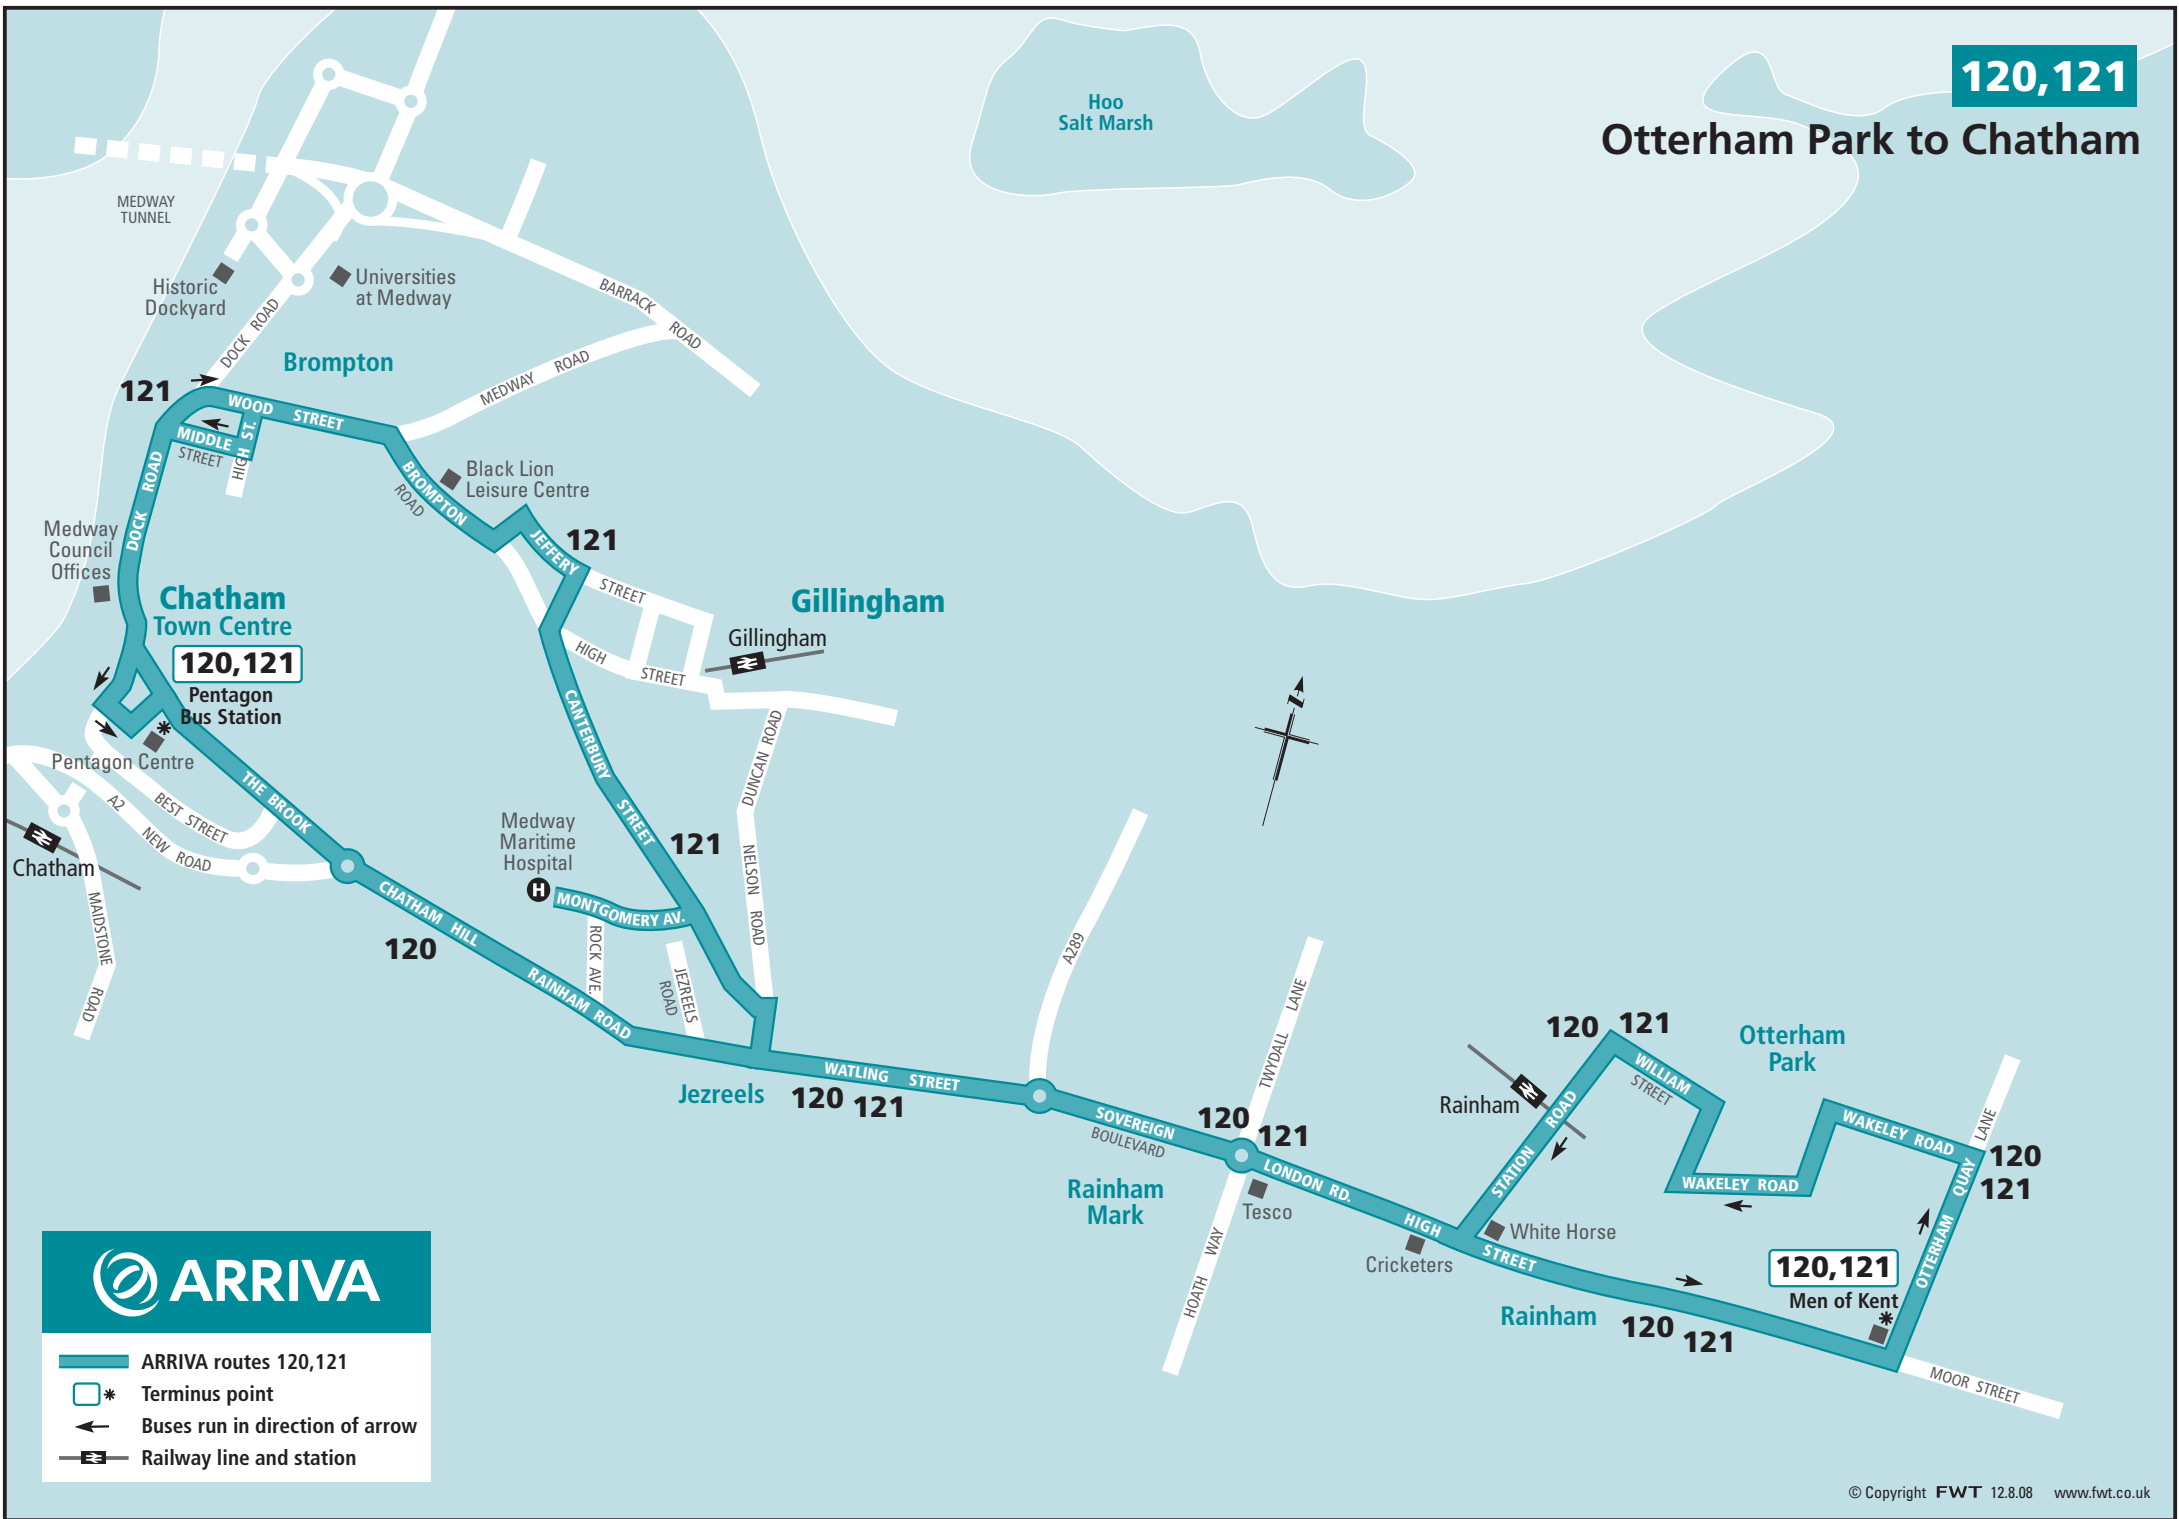 120,121
Otterham Park to Chatham
Hoo
Salt Marsh
MEDWAY
TUNNEL
Historic
Dockyard
Universities
at Medway
DOCK ROAD
BARRACK ROAD
Brompton
MEDWAY ROAD
121
WOOD STREET
MIDDLE
STREET
HIGH ST.
DOCK ROAD
BROMPTON
ROAD
Black Lion
Leisure Centre
JEFFERY
STREET
121
Medway
Council
Offices
Chatham
Town Centre
120,121
Pentagon
Bus Station
Pentagon Centre
Gillingham
Gillingham
HIGH STREET
CANTERBURY STREET
DUNCAN ROAD
NELSON ROAD
121
THE BROOK
A2
BEST STREET
NEW ROAD
Chatham
MAIDSTONE ROAD
Medway
Maritime
Hospital
H
MONTGOMERY AV.
ROCK AVE.
JEZREELS
ROAD
CHATHAM HILL
120
RAINHAM ROAD
Jezreels
WATLING STREET
120
121
A289
SOVEREIGN
BOULEVARD
Rainham
Mark
TWYDALL LANE
120
121
HOATH WAY
LONDON RD.
Tesco
Cricketers
HIGH
STREET
White Horse
Rainham
STATION ROAD
120
121
WILLIAM
STREET
Otterham
Park
WAKELEY ROAD
WAKELEY ROAD
LANE
QUAY
OTTERHAM
120
121
120,121
Men of Kent
Rainham
120
121
MOOR STREET
ARRIVA
ARRIVA routes 120,121
Terminus point
Buses run in direction of arrow
Railway line and station
N
© Copyright FWT 12.8.08 www.fwt.co.uk